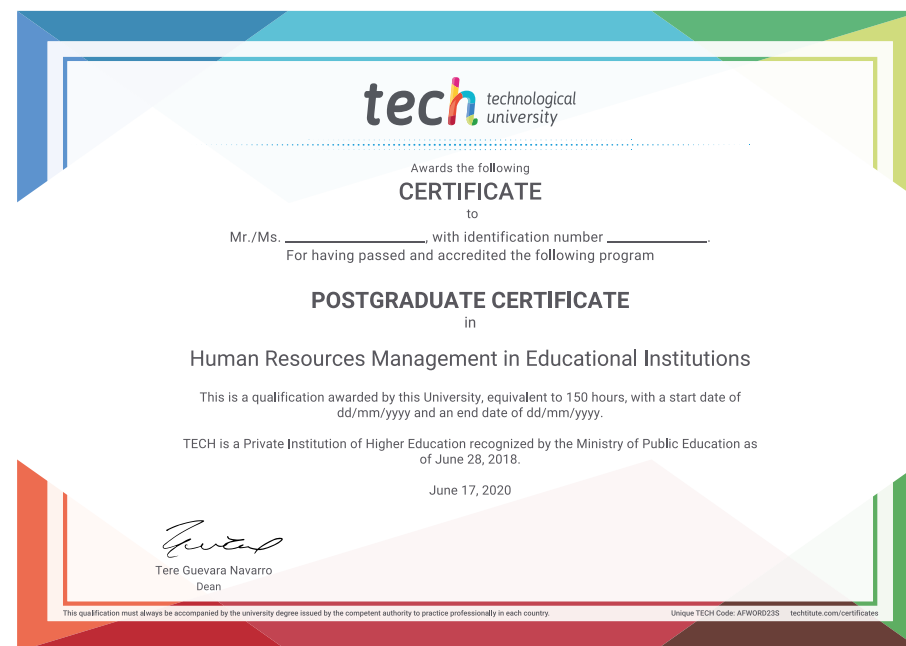 tech technological
university
Awards the following
CERTIFICATE
to
Mr./Ms. ____________________, with identification number ______________.
For having passed and accredited the following program
POSTGRADUATE CERTIFICATE
in
Human Resources Management in Educational Institutions
This is a qualification awarded by this University, equivalent to 150 hours, with a start date of
dd/mm/yyyy and an end date of dd/mm/yyyy.
TECH is a Private Institution of Higher Education recognized by the Ministry of Public Education as
of June 28, 2018.
June 17, 2020
Tere Guevara Navarro
Dean
This qualification must always be accompanied by the university degree issued by the competent authority to practice professionally in each country.
Unique TECH Code: AFWORD23S techtitute.com/certificates